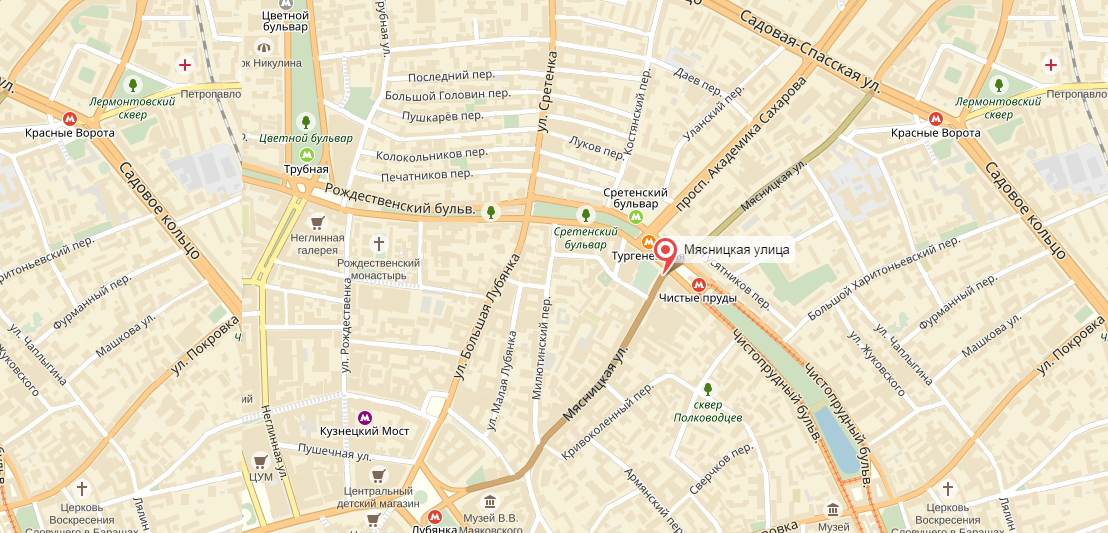 Цветной
бульвар
Трубная ул.
рк Никулина
Лермонтовский
сквер
Петропавло
Красные Ворота
ул.
Садовое кольцо
Цветной бульвар
Трубная
Последний пер.
Большой Головин пер.
Пушкарёв пер.
Колокольников пер.
Печатников пер.
ул. Сретенка
Луков пер.
Костянский пер.
Даев пер.
Уланский пер.
Садовая-Спасская ул.
просп. Академика Сахарова
Мясницкая ул.
Лермонтовский
сквер
Петропавло
Красные Ворота
Садовое кольцо
Рождественский бульв.
Сретенский
бульвар
Сретенский
бульвар
Неглинная
галерея
Рождественский
монастырь
Мясницкая улица
Чистые пруды
Большой Харитоньевский пер.
Фурманный пер.
Машкова ул.
ул. Чаплыгина
ул. Покровка
ул. Рождественка
ул. Большая Лубянка
ул. Малая Лубянка
Милютинский пер.
Мясницкая ул.
Чистопрудный бульв.
Чистопрудный бульв.
Фурманный пер.
Машкова ул.
ул. Чаплыгина
ул. Жуковского
ул. Покровка
сквер
Полководцев
Кривоколенный пер.
Сверчков пер.
Армянский пер.
Неглинная ул.
Кузнецкий Мост
Пушечная ул.
ЦУМ
Центральный
детский магазин
Лубянка
Музей В.В.
Маяковского
Музей
Церковь
Воскресения
Словущего в Барашах
Лялин
Церковь
Воскресения
Словущего в Барашах
Лялин